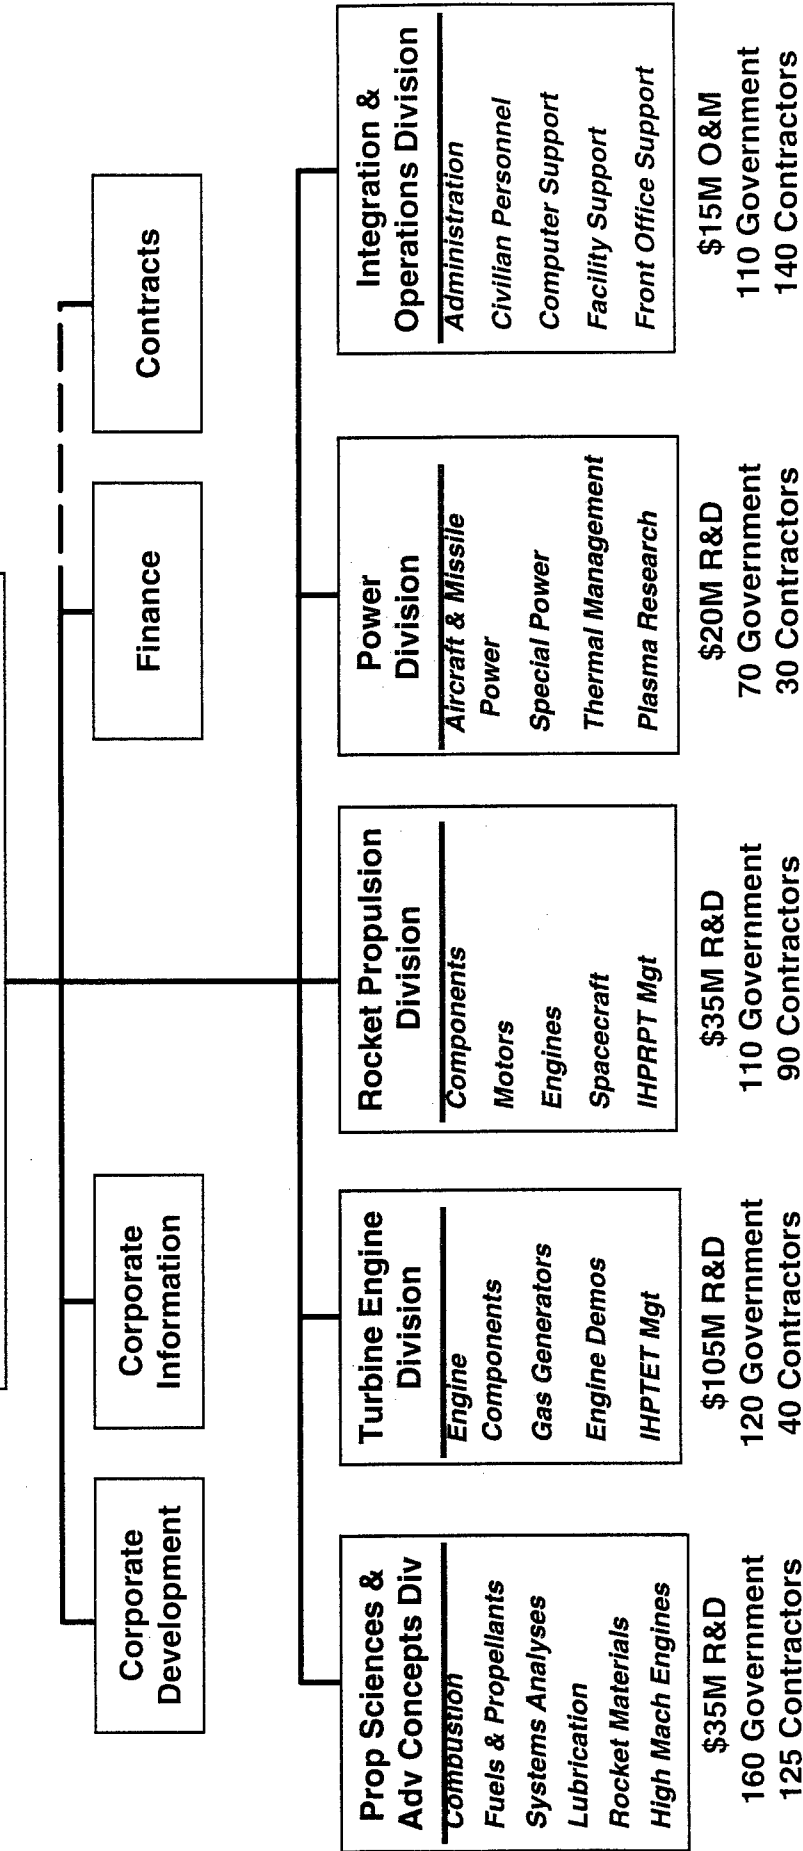 Corporate
Development
Corporate
Information
Finance
Contracts
Prop Sciences &
Adv Concepts Div
Combustion
Fuels & Propellants
Systems Analyses
Lubrication
Rocket Materials
High Mach Engines
$35M R&D
160 Government
125 Contractors
Turbine Engine
Division
Engine
Components
Gas Generators
Engine Demos
IHPTET Mgt
$105M R&D
120 Government
40 Contractors
Rocket Propulsion
Division
Components
Motors
Engines
Spacecraft
IHPRPT Mgt
$35M R&D
110 Government
90 Contractors
Power
Division
Aircraft & Missile
Power
Special Power
Thermal Management
Plasma Research
$20M R&D
70 Government
30 Contractors
Integration &
Operations Division
Administration
Civilian Personnel
Computer Support
Facility Support
Front Office Support
$15M O&M
110 Government
140 Contractors